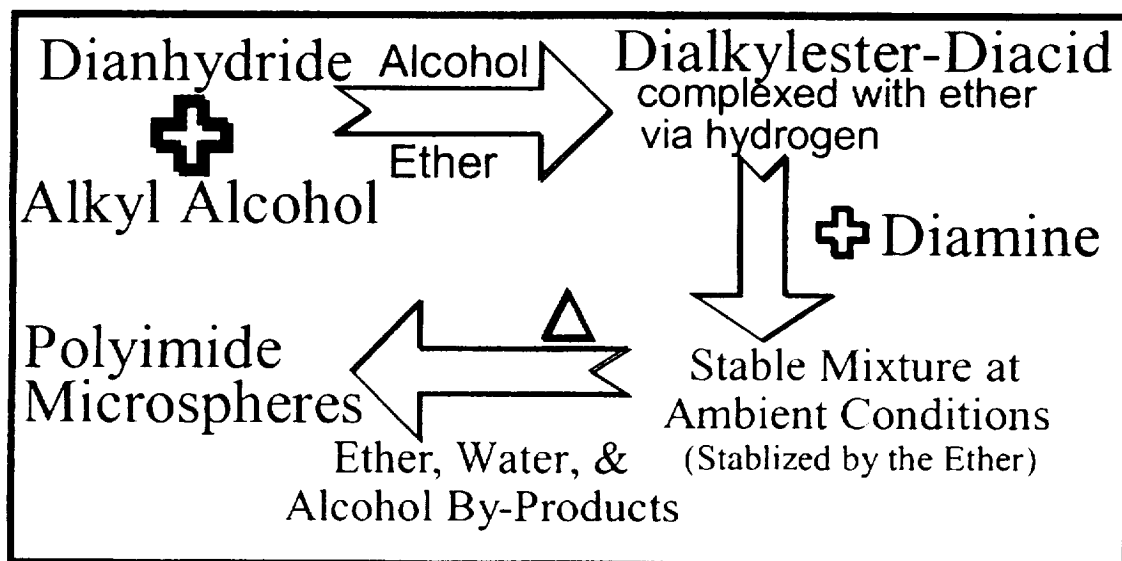 Dianhydride
Alkyl Alcohol
Alcohol
Ether
Dialkylester-Diacid
complexed with ether
via hydrogen
Diamine
Stable Mixture at
Ambient Conditions
(Stablized by the Ether)
Δ
Ether, Water, &
Alcohol By-Products
Polyimide
Microspheres